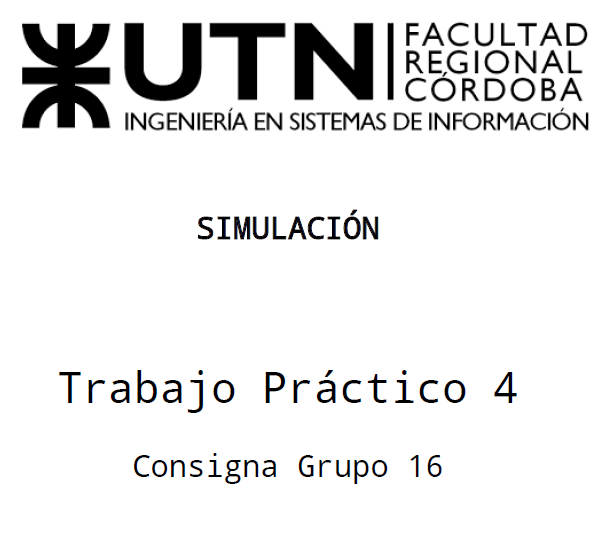 UTN
FACULTAD
REGIONAL
CÓRDOBA
INGENIERÍA EN SISTEMAS DE INFORMACIÓN
SIMULACIÓN
Trabajo Práctico 4
Consigna Grupo 16